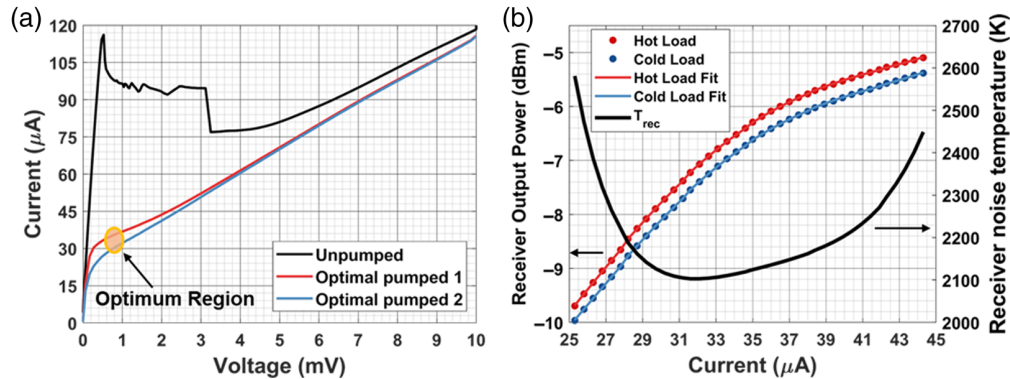 (a)
120
105
90
75
60
45
30
15
0
Current (μA)
Unpumped
Optimal pumped 1
Optimal pumped 2
Optimum Region
0 1 2 3 4 5 6 7 8 9 10
Voltage (mV)
(b)
−5
−6
−7
−8
−9
−10
Receiver Output Power (dBm)
Hot Load
Cold Load
Hot Load Fit
Cold Load Fit
Trec
2700
2600
2500
2400
2300
2200
2100
2000
Receiver noise temperature (K)
25 27 29 31 33 35 37 39 41 43 45
Current (μA)